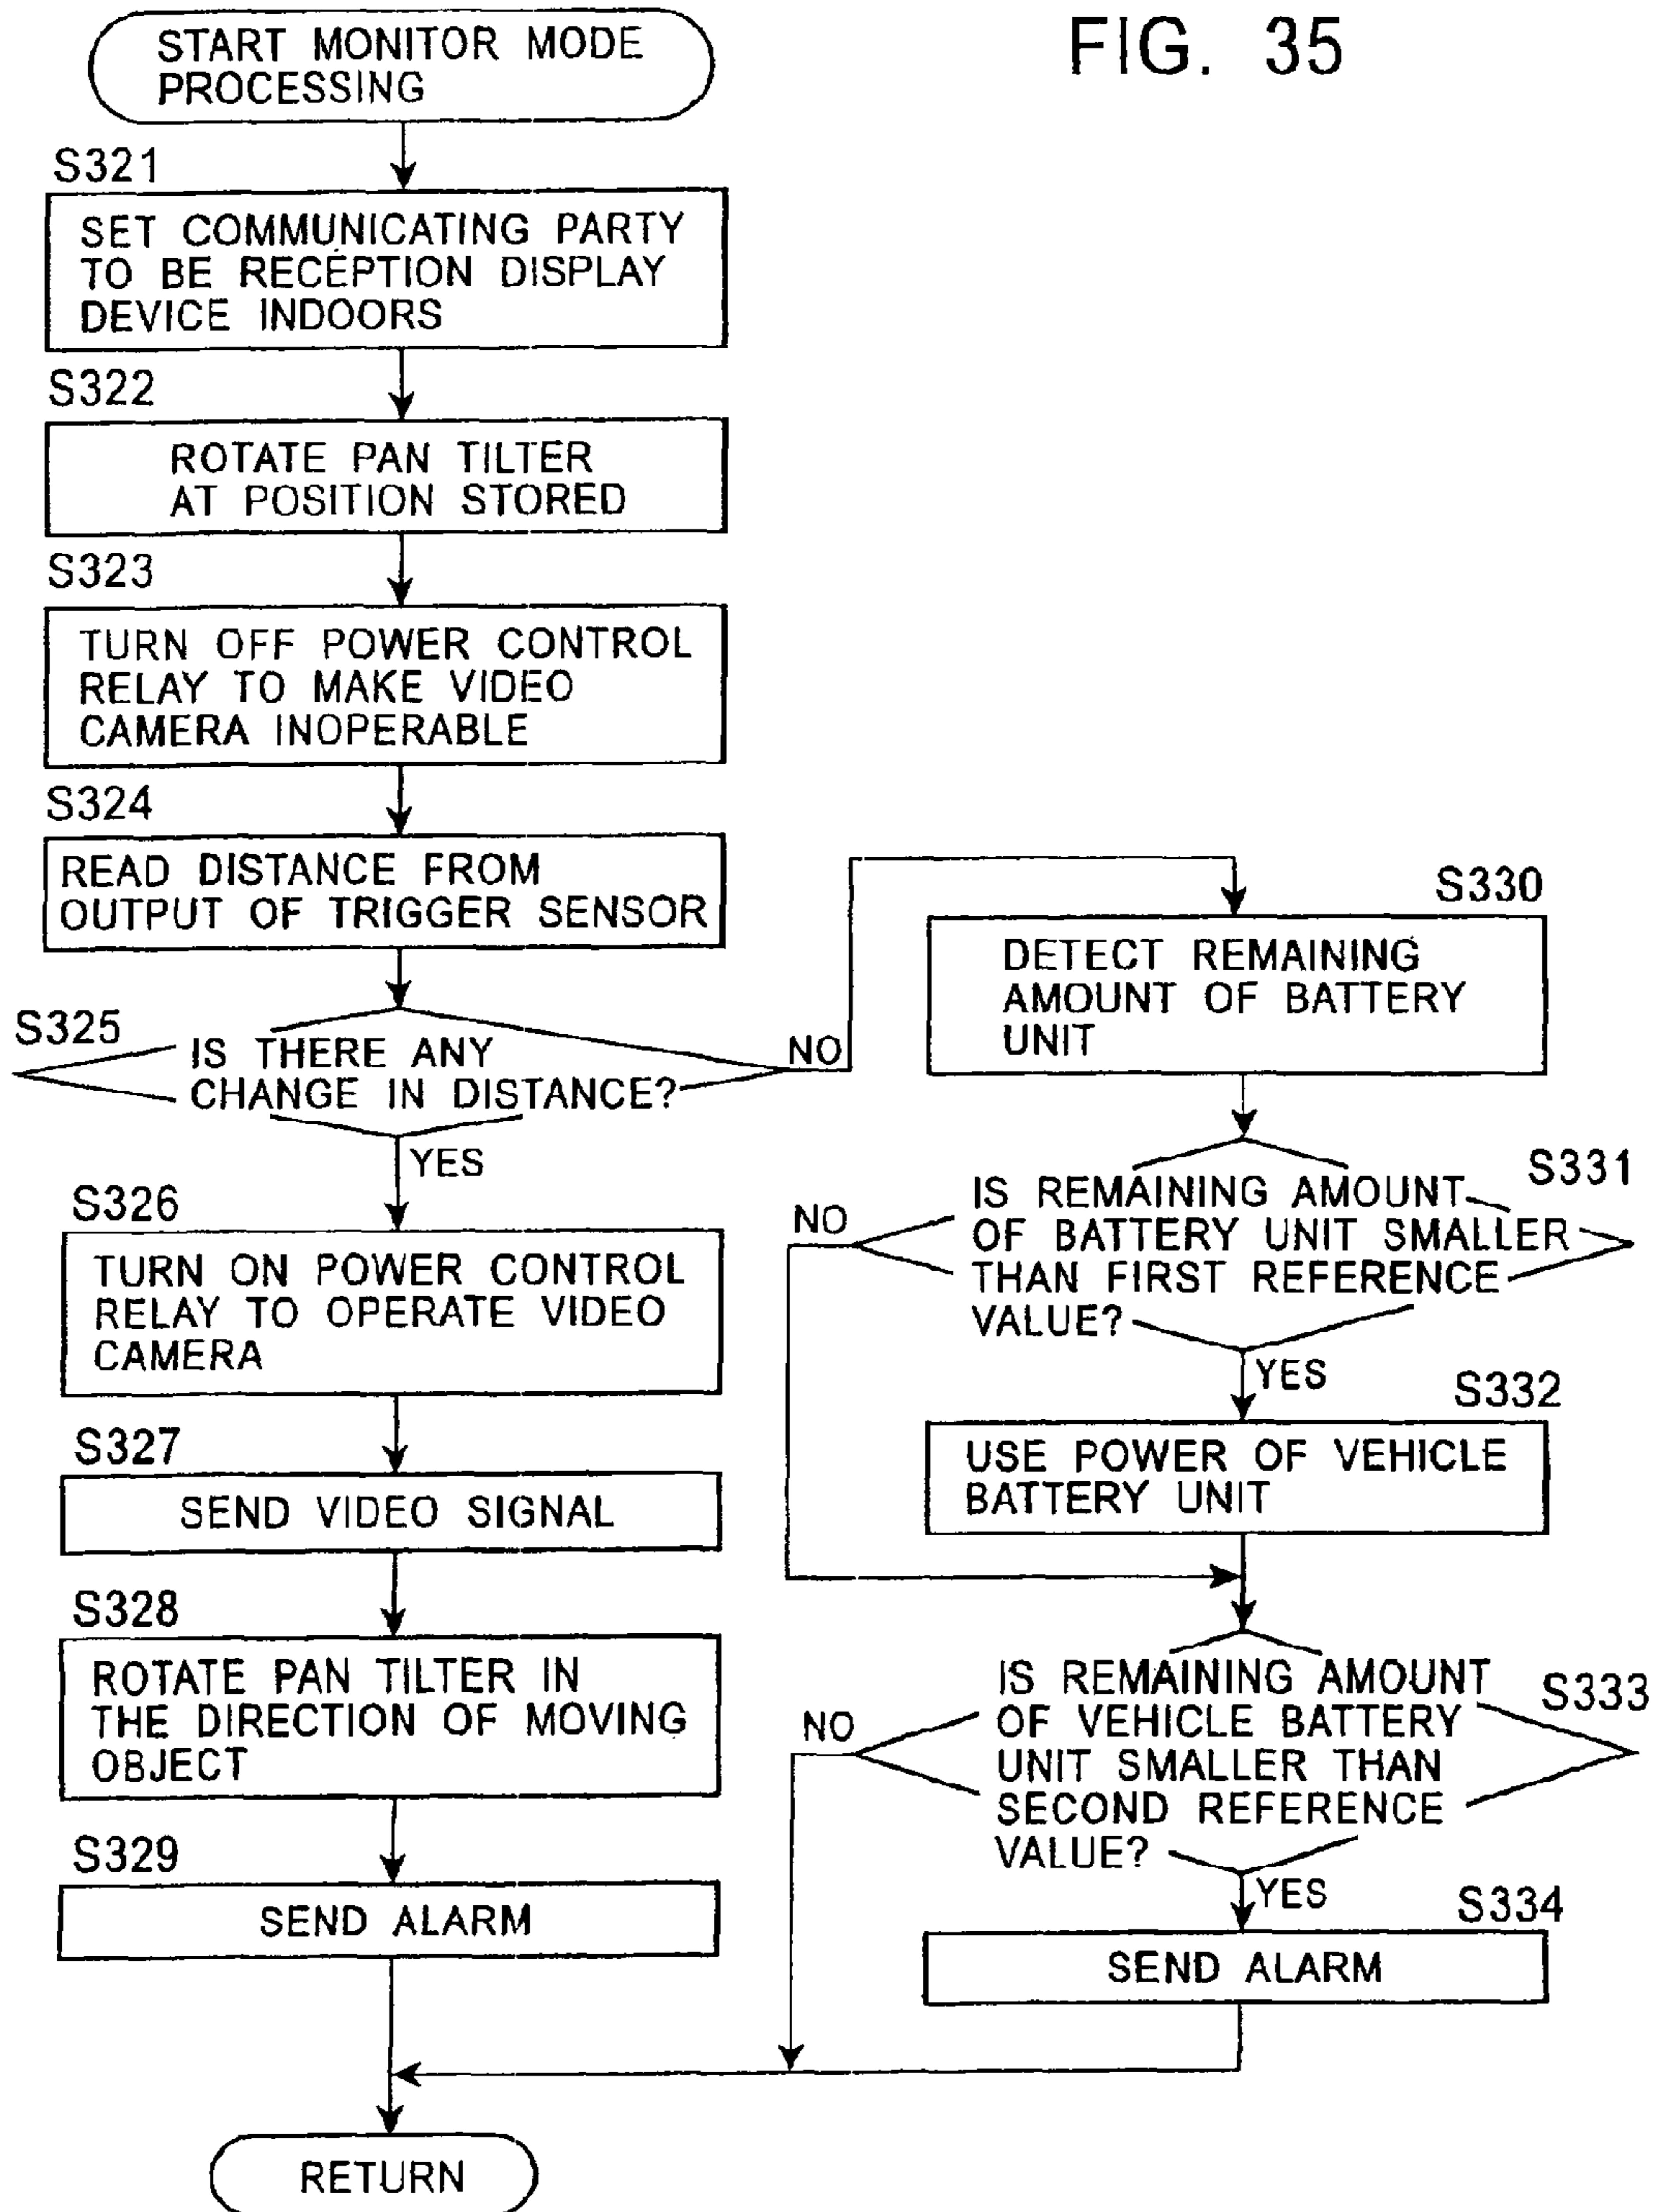 FIG. 35
START MONITOR MODE
PROCESSING
S321
SET COMMUNICATING PARTY
TO BE RECEPTION DISPLAY
DEVICE INDOORS
S322
ROTATE PAN TILTER
AT POSITION STORED
S323
TURN OFF POWER CONTROL
RELAY TO MAKE VIDEO
CAMERA INOPERABLE
S324
READ DISTANCE FROM
OUTPUT OF TRIGGER SENSOR
S325
IS THERE ANY
CHANGE IN DISTANCE?
NO
YES
S326
TURN ON POWER CONTROL
RELAY TO OPERATE VIDEO
CAMERA
S327
SEND VIDEO SIGNAL
S328
ROTATE PAN TILTER IN
THE DIRECTION OF MOVING
OBJECT
S329
SEND ALARM
S330
DETECT REMAINING
AMOUNT OF BATTERY
UNIT
S331
IS REMAINING AMOUNT
OF BATTERY UNIT SMALLER
THAN FIRST REFERENCE
VALUE?
NO
YES
S332
USE POWER OF VEHICLE
BATTERY UNIT
S333
IS REMAINING AMOUNT
OF VEHICLE BATTERY
UNIT SMALLER THAN
SECOND REFERENCE
VALUE?
NO
YES
S334
SEND ALARM
RETURN